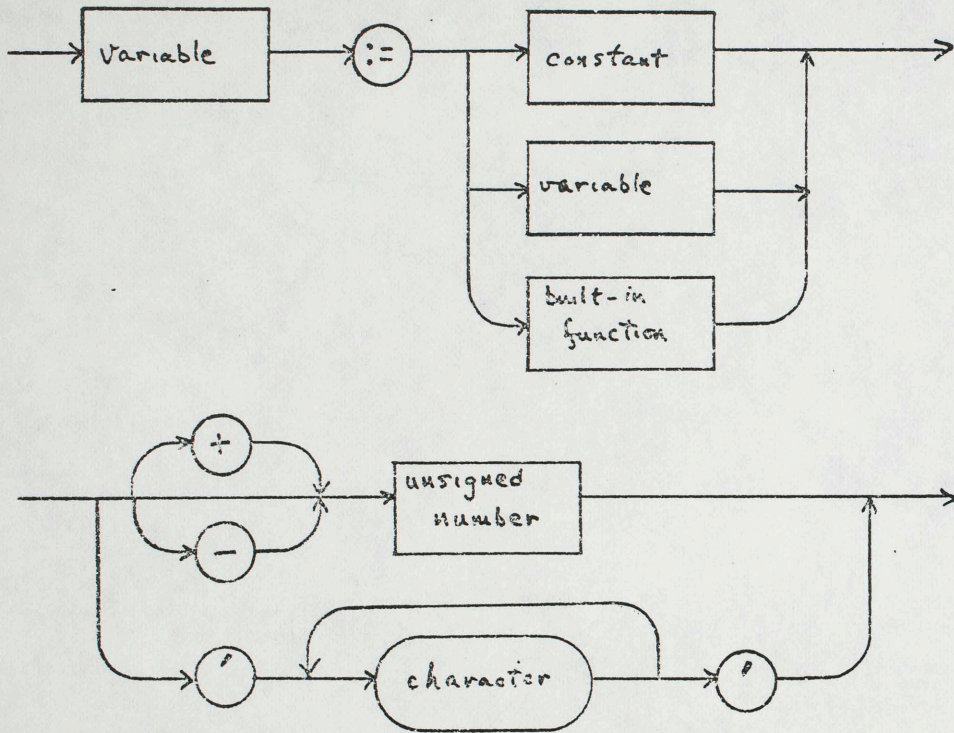 variable
:=
constant
variable
built-in
function
+
-
unsigned
number
'
character
'